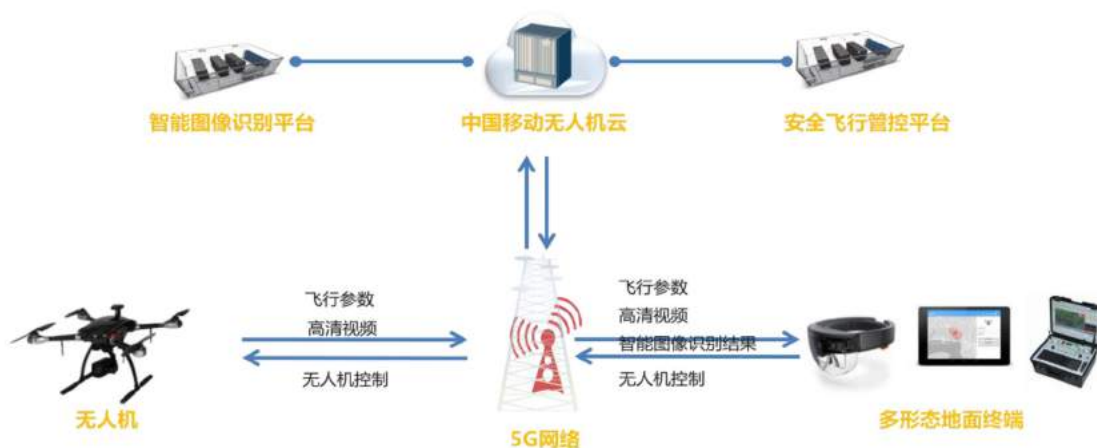 智能图像识别平台
中国移动无人机云
安全飞行管控平台
飞行参数
高清视频
无人机控制
飞行参数
高清视频
智能图像识别结果
无人机控制
无人机
5G网络
多形态地面终端